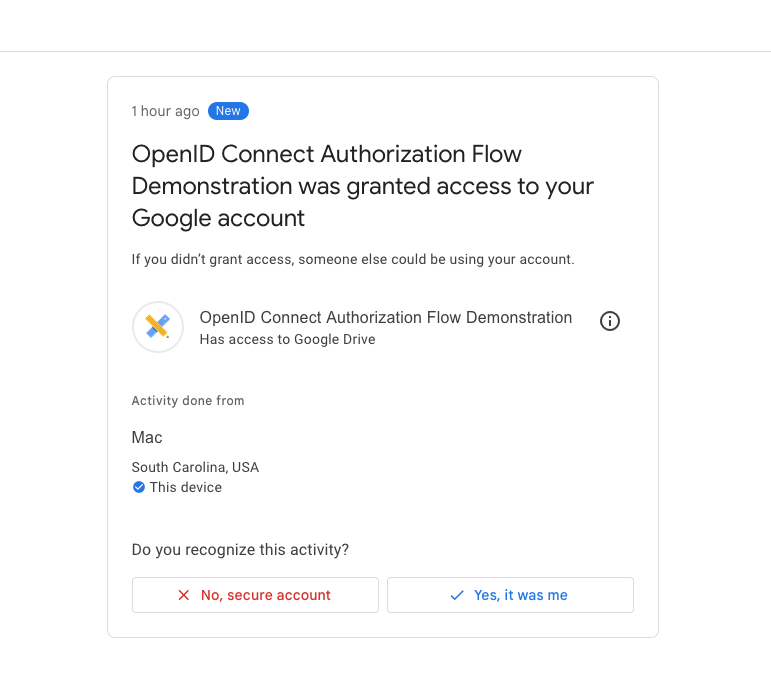 1 hour ago New
OpenID Connect Authorization Flow
Demonstration was granted access to your
Google account
If you didn’t grant access, someone else could be using your account.
OpenID Connect Authorization Flow Demonstration
Has access to Google Drive
Activity done from
Mac
South Carolina, USA
This device
Do you recognize this activity?
No, secure account
Yes, it was me